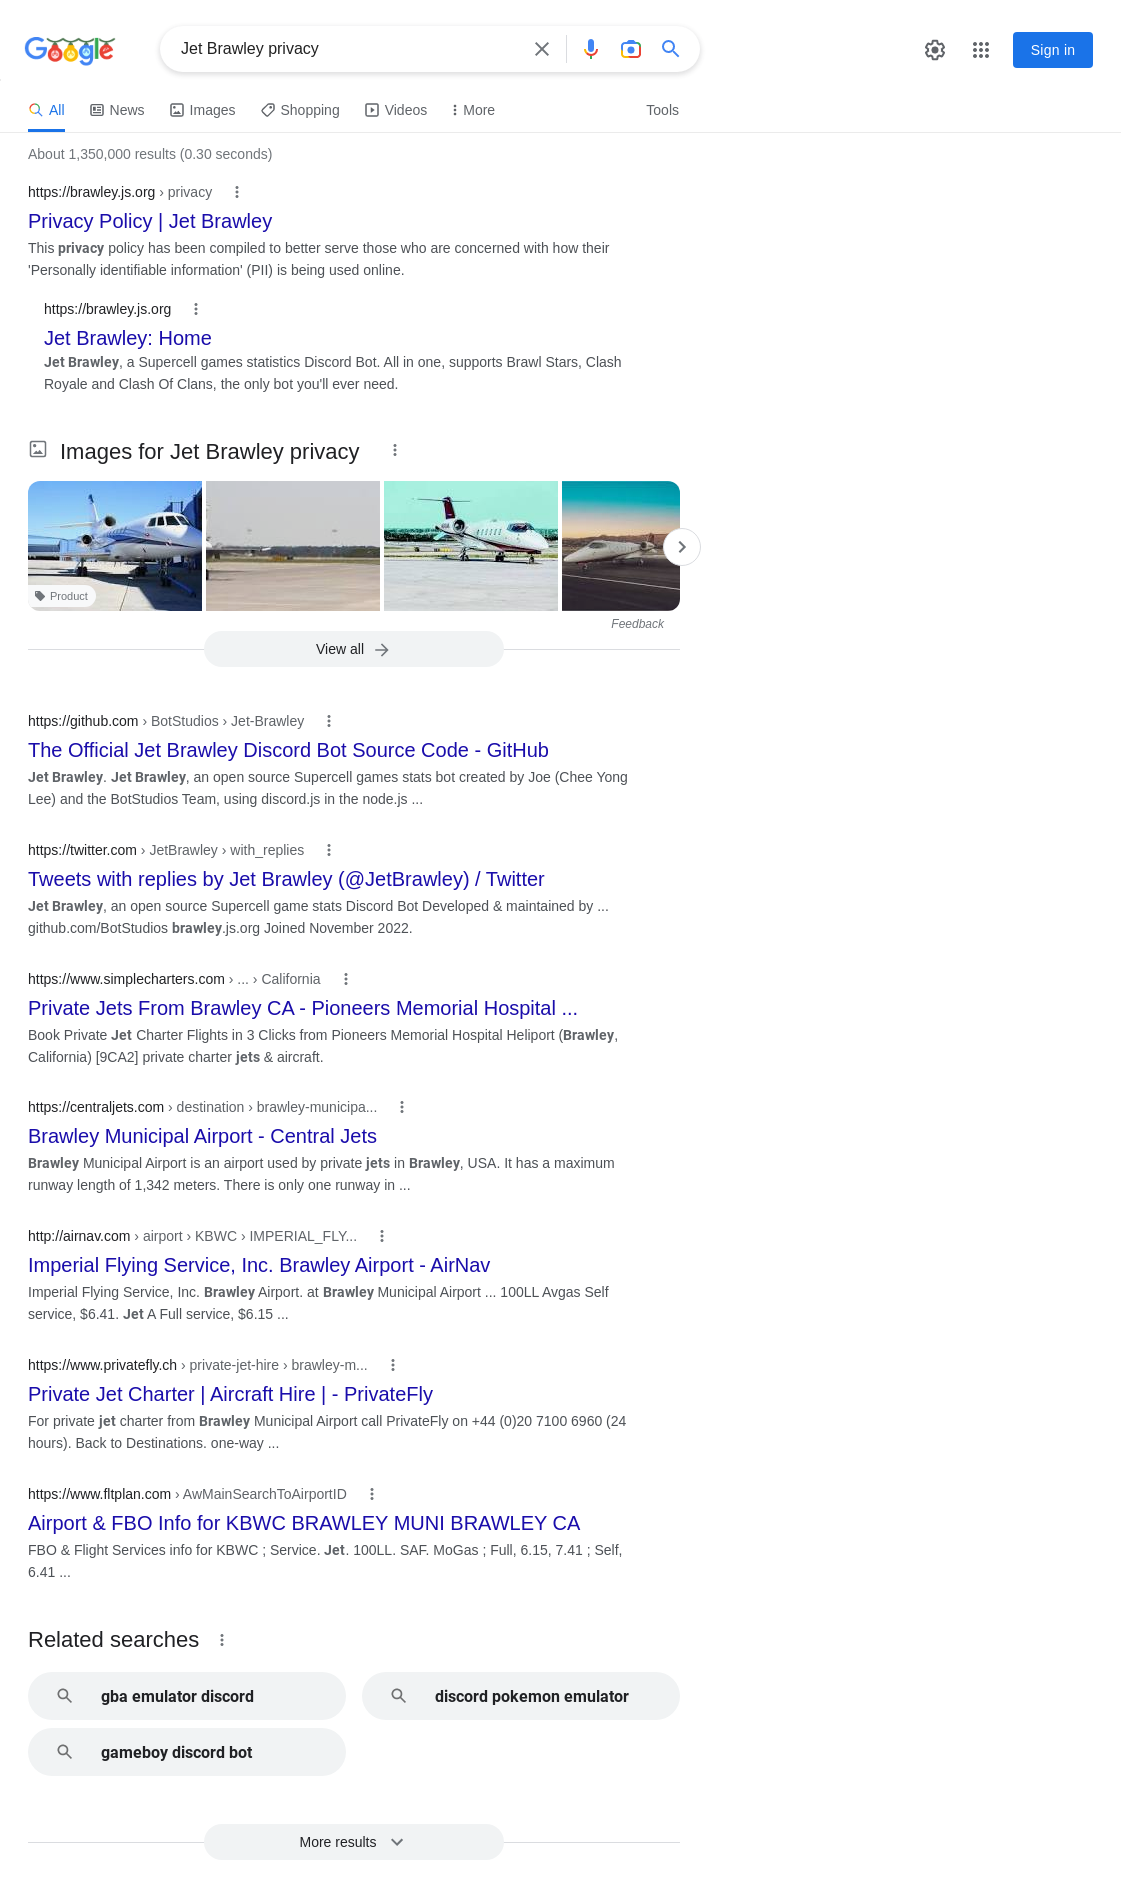 Google
Jet Brawley privacy
Sign in
All
News
Images
Shopping
Videos
More
Tools
About 1,350,000 results (0.30 seconds)
https://brawley.js.org › privacy
Privacy Policy | Jet Brawley
This privacy policy has been compiled to better serve those who are concerned with how their
'Personally identifiable information' (PII) is being used online.
https://brawley.js.org
Jet Brawley: Home
Jet Brawley, a Supercell games statistics Discord Bot. All in one, supports Brawl Stars, Clash
Royale and Clash Of Clans, the only bot you'll ever need.
Images for Jet Brawley privacy
Product
Feedback
View all
https://github.com › BotStudios › Jet-Brawley
The Official Jet Brawley Discord Bot Source Code - GitHub
Jet Brawley. Jet Brawley, an open source Supercell games stats bot created by Joe (Chee Yong
Lee) and the BotStudios Team, using discord.js in the node.js ...
https://twitter.com › JetBrawley › with_replies
Tweets with replies by Jet Brawley (@JetBrawley) / Twitter
Jet Brawley, an open source Supercell game stats Discord Bot Developed & maintained by ...
github.com/BotStudios brawley.js.org Joined November 2022.
https://www.simplecharters.com › ... › California
Private Jets From Brawley CA - Pioneers Memorial Hospital ...
Book Private Jet Charter Flights in 3 Clicks from Pioneers Memorial Hospital Heliport (Brawley,
California) [9CA2] private charter jets & aircraft.
https://centraljets.com › destination › brawley-municipa...
Brawley Municipal Airport - Central Jets
Brawley Municipal Airport is an airport used by private jets in Brawley, USA. It has a maximum
runway length of 1,342 meters. There is only one runway in ...
http://airnav.com › airport › KBWC › IMPERIAL_FLY...
Imperial Flying Service, Inc. Brawley Airport - AirNav
Imperial Flying Service, Inc. Brawley Airport. at Brawley Municipal Airport ... 100LL Avgas Self
service, $6.41. Jet A Full service, $6.15 ...
https://www.privatefly.ch › private-jet-hire › brawley-m...
Private Jet Charter | Aircraft Hire | - PrivateFly
For private jet charter from Brawley Municipal Airport call PrivateFly on +44 (0)20 7100 6960 (24
hours). Back to Destinations. one-way ...
https://www.fltplan.com › AwMainSearchToAirportID
Airport & FBO Info for KBWC BRAWLEY MUNI BRAWLEY CA
FBO & Flight Services info for KBWC ; Service. Jet. 100LL. SAF. MoGas ; Full, 6.15, 7.41 ; Self,
6.41 ...
Related searches
gba emulator discord
discord pokemon emulator
gameboy discord bot
More results